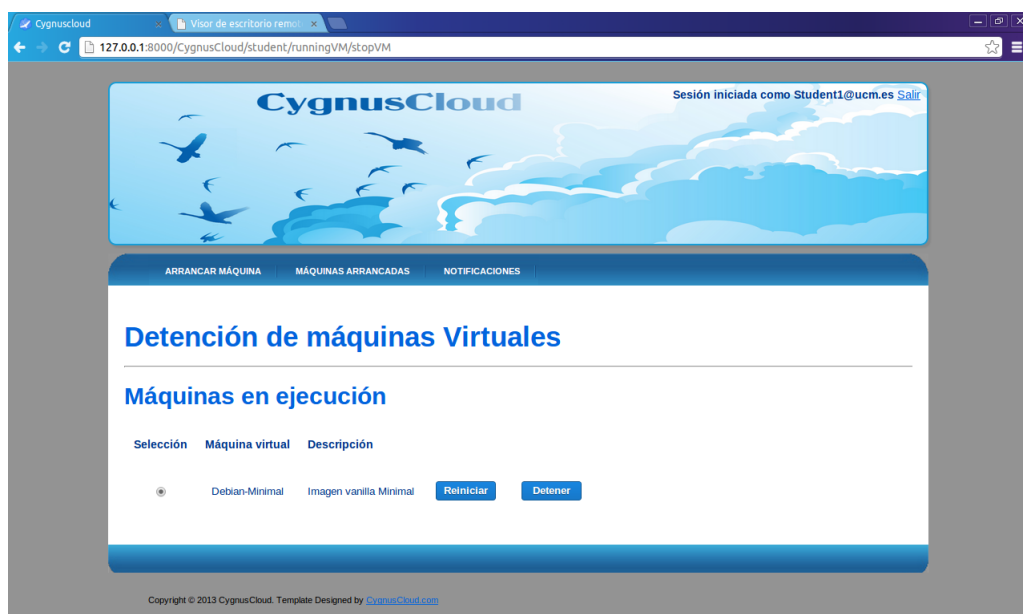 Cygnuscloud
Visor de escritorio remot
127.0.0.1:8000/CygnusCloud/student/runningVM/stopVM
CygnusCloud
Sesión iniciada como Student1@ucm.es Salir
ARRANCAR MÁQUINA MÁQUINAS ARRANCADAS NOTIFICACIONES
Detención de máquinas Virtuales
Máquinas en ejecución
Selección Máquina virtual Descripción
Debian-Minimal Imagen vanilla Minimal Reiniciar Detener
Copyright © 2013 CygnusCloud. Template Designed by CygnusCloud.com